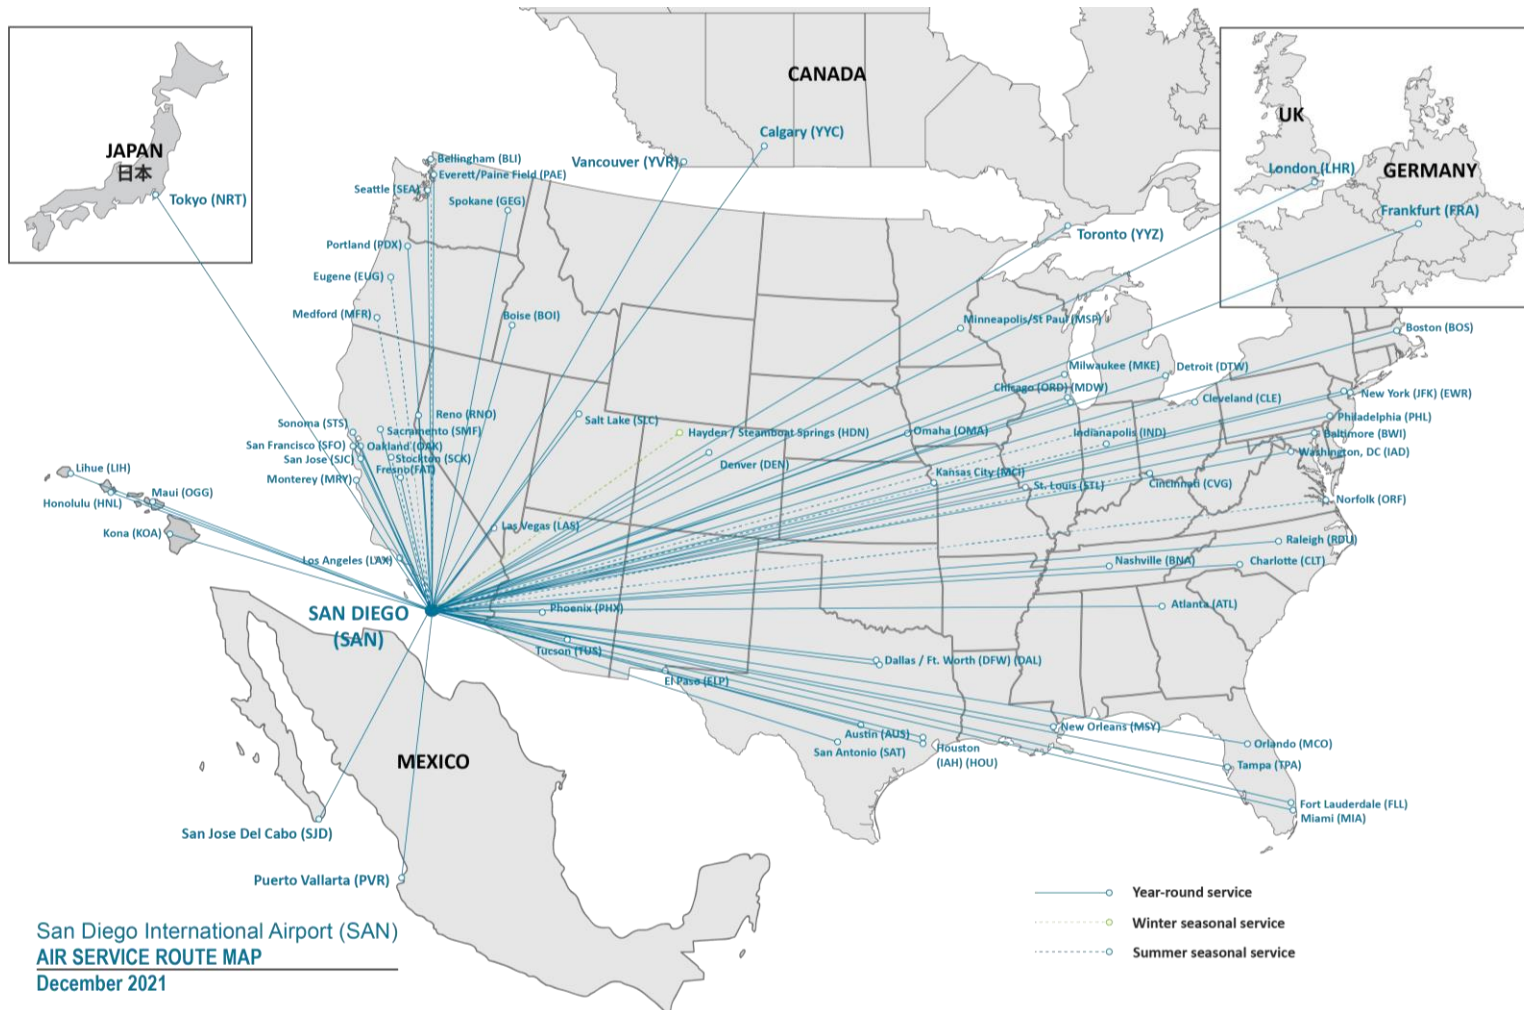 CANADA
JAPAN
日本
Tokyo (NRT)
UK
London (LHR)
GERMANY
Frankfurt (FRA)
Calgary (YYC)
Vancouver (YVR)
Bellingham (BLI)
Everett/Paine Field (PAE)
Seattle (SEA)
Spokane (GEG)
Portland (PDX)
Toronto (YYZ)
Eugene (EUG)
Medford (MFR)
Boise (BOI)
Minneapolis/St Paul (MSP)
Boston (BOS)
Milwaukee (MKE)
Detroit (DTW)
Chicago (ORD) (MDW)
New York (JFK) (EWR)
Cleveland (CLE)
Reno (RNO)
Salt Lake (SLC)
Philadelphia (PHL)
Sonoma (STS)
Sacramento (SMF)
Hayden / Steamboat Springs (HDN)
Omaha (OMA)
Indianapolis (IND)
Baltimore (BWI)
San Francisco (SFO)
Oakland (OAK)
Washington, DC (IAD)
San Jose (SJC)
Stockton (SCK)
Denver (DEN)
Fresno(FAT)
Kansas City (MCI)
Lihue (LIH)
Monterey (MRY)
St. Louis (STL)
Cincinnati (CVG)
Maui (OGG)
Honolulu (HNL)
Norfolk (ORF)
Las Vegas (LAS)
Kona (KOA)
Raleigh (RDU)
Los Angeles (LAX)
Nashville (BNA)
Charlotte (CLT)
SAN DIEGO
(SAN)
Phoenix (PHX)
Atlanta (ATL)
Tucson (TUS)
Dallas / Ft. Worth (DFW) (DAL)
El Paso (ELP)
New Orleans (MSY)
Austin (AUS)
Orlando (MCO)
San Antonio (SAT)
Houston
(IAH) (HOU)
MEXICO
Tampa (TPA)
Fort Lauderdale (FLL)
Miami (MIA)
San Jose Del Cabo (SJD)
Puerto Vallarta (PVR)
Year-round service
Winter seasonal service
Summer seasonal service
San Diego International Airport (SAN)
AIR SERVICE ROUTE MAP
December 2021